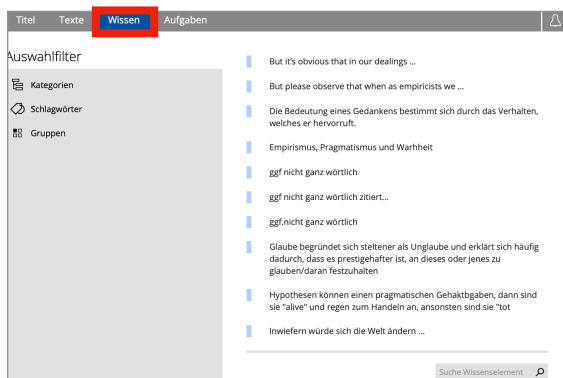 Titel Texte Wissen Aufgaben
Auswahlfilter
Kategorien
Schlagwörter
Gruppen
But it's obvious that in our dealings ...
But please observe that when as empiricists we ...
Die Bedeutung eines Gedankens bestimmt sich durch das Verhalten,
welches er hervorruft.
Empirismus, Pragmatismus und Warhheit
ggf nicht ganz wörtlich
ggf nicht ganz wörtlich zitiert...
ggf.nicht ganz wörtlich
Glaube begründet sich steltener als Unglaube und erklärt sich häufig
dadurch, dass es prestigehafter ist, an dieses oder jenes zu
glauben/daran festzuhalten
Hypothesen können einen pragmatischen Gehaktbgaben, dann sind
sie "alive" und regen zum Handeln an, ansonsten sind sie "tot
Inwiefern würde sich die Welt ändern ...
Suche Wissenselement